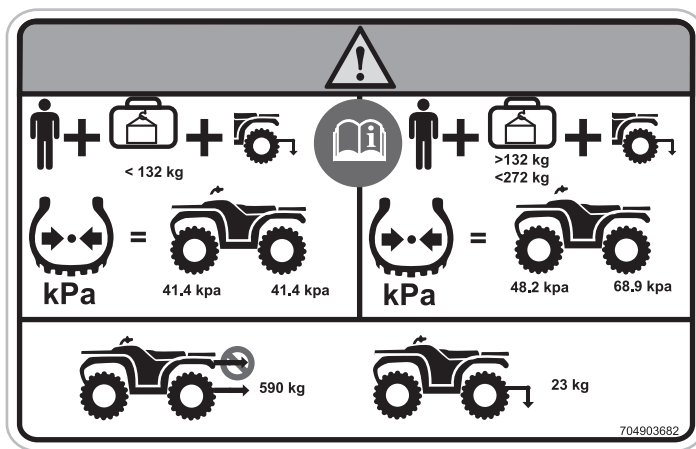 < 132 kg
>132 kg
<272 kg
kPa
=
41.4 kpa 41.4 kpa
kPa
=
48.2 kpa 68.9 kpa
590 kg
23 kg
704903682